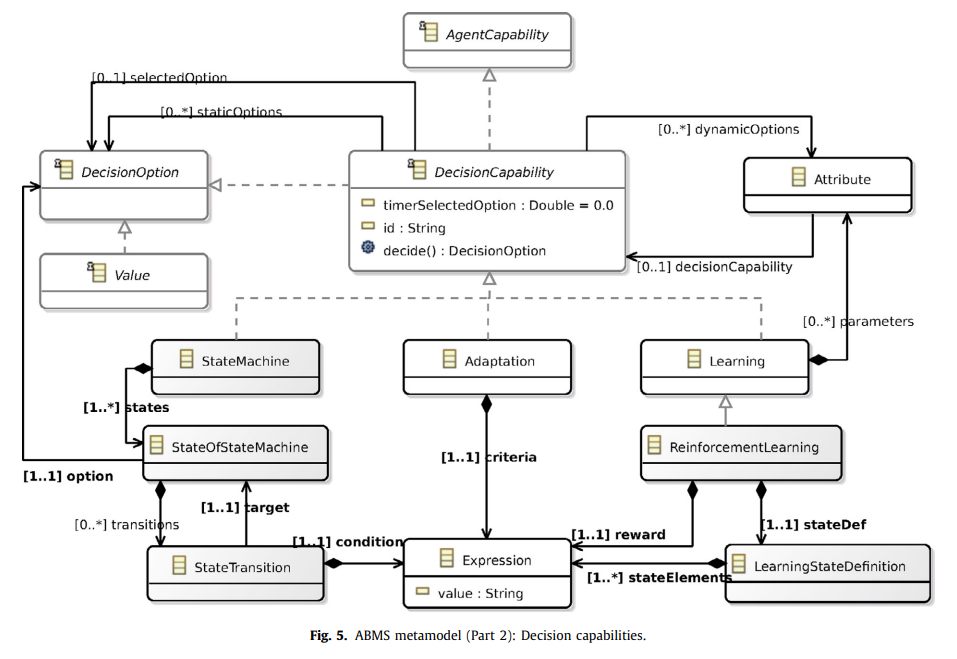 AgentCapability
[0..1] selectedOption
[0..*] staticOptions
[0..*] dynamicOptions
DecisionOption
DecisionCapability
Attribute
timerSelectedOption : Double = 0.0
id : String
decide() : DecisionOption
[0..1] decisionCapability
Value
[0..*] parameters
StateMachine
Adaptation
Learning
[1..*] states
StateOfStateMachine
ReinforcementLearning
[1..1] criteria
[1..1] option
[1..1] target
[0..*] transitions
[1..1] condition
[1..1] reward
[1..1] stateDef
StateTransition
Expression
LearningStateDefinition
[1..*] stateElements
value : String
Fig. 5. ABMS metamodel (Part 2): Decision capabilities.